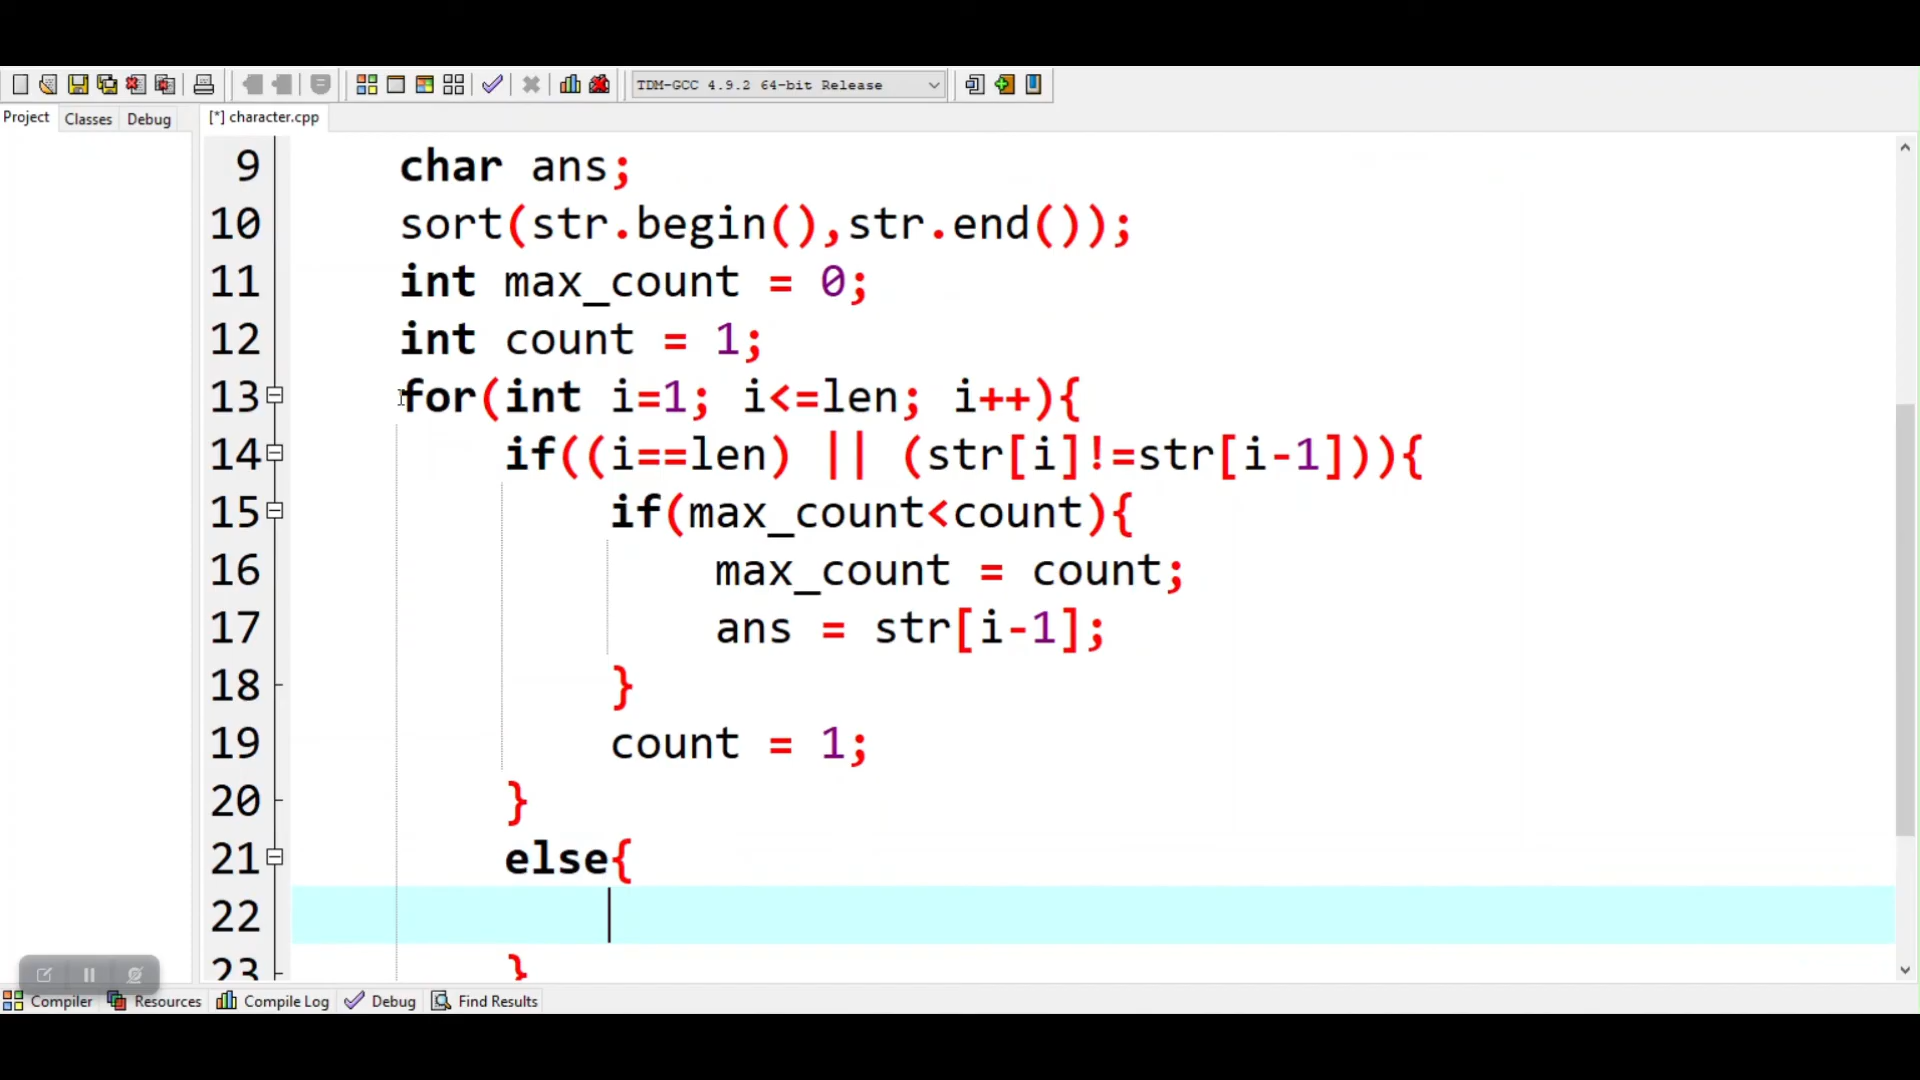 TDM-GCC 4.9.2 64-bit Release
Project Classes Debug [*] character.cpp
9 char ans;
10 sort(str.begin(),str.end());
11 int max_count = 0;
12 int count = 1;
13 for(int i=1; i<=len; i++){
14 if((i==len) || (str[i]!=str[i-1])){
15 if(max_count<count){
16 max_count = count;
17 ans = str[i-1];
18 }
19 count = 1;
20 }
21 else{
22
23 }
Compiler Resources Compile Log Debug Find Results